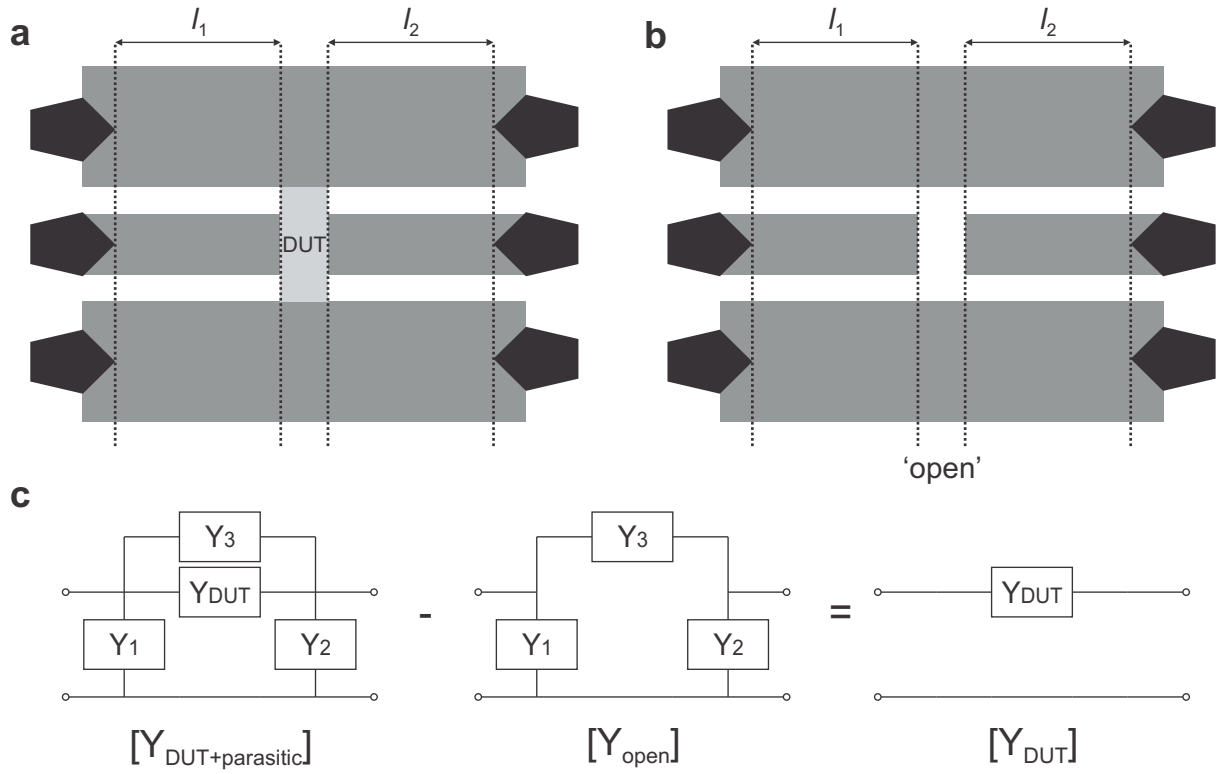 a
l1 l2
DUT
b
l1 l2
'open'
c
Y3
YDUT
Y1 Y2
[YDUT+parasitic]
-
Y3
Y1 Y2
[Yopen]
=
YDUT
[YDUT]